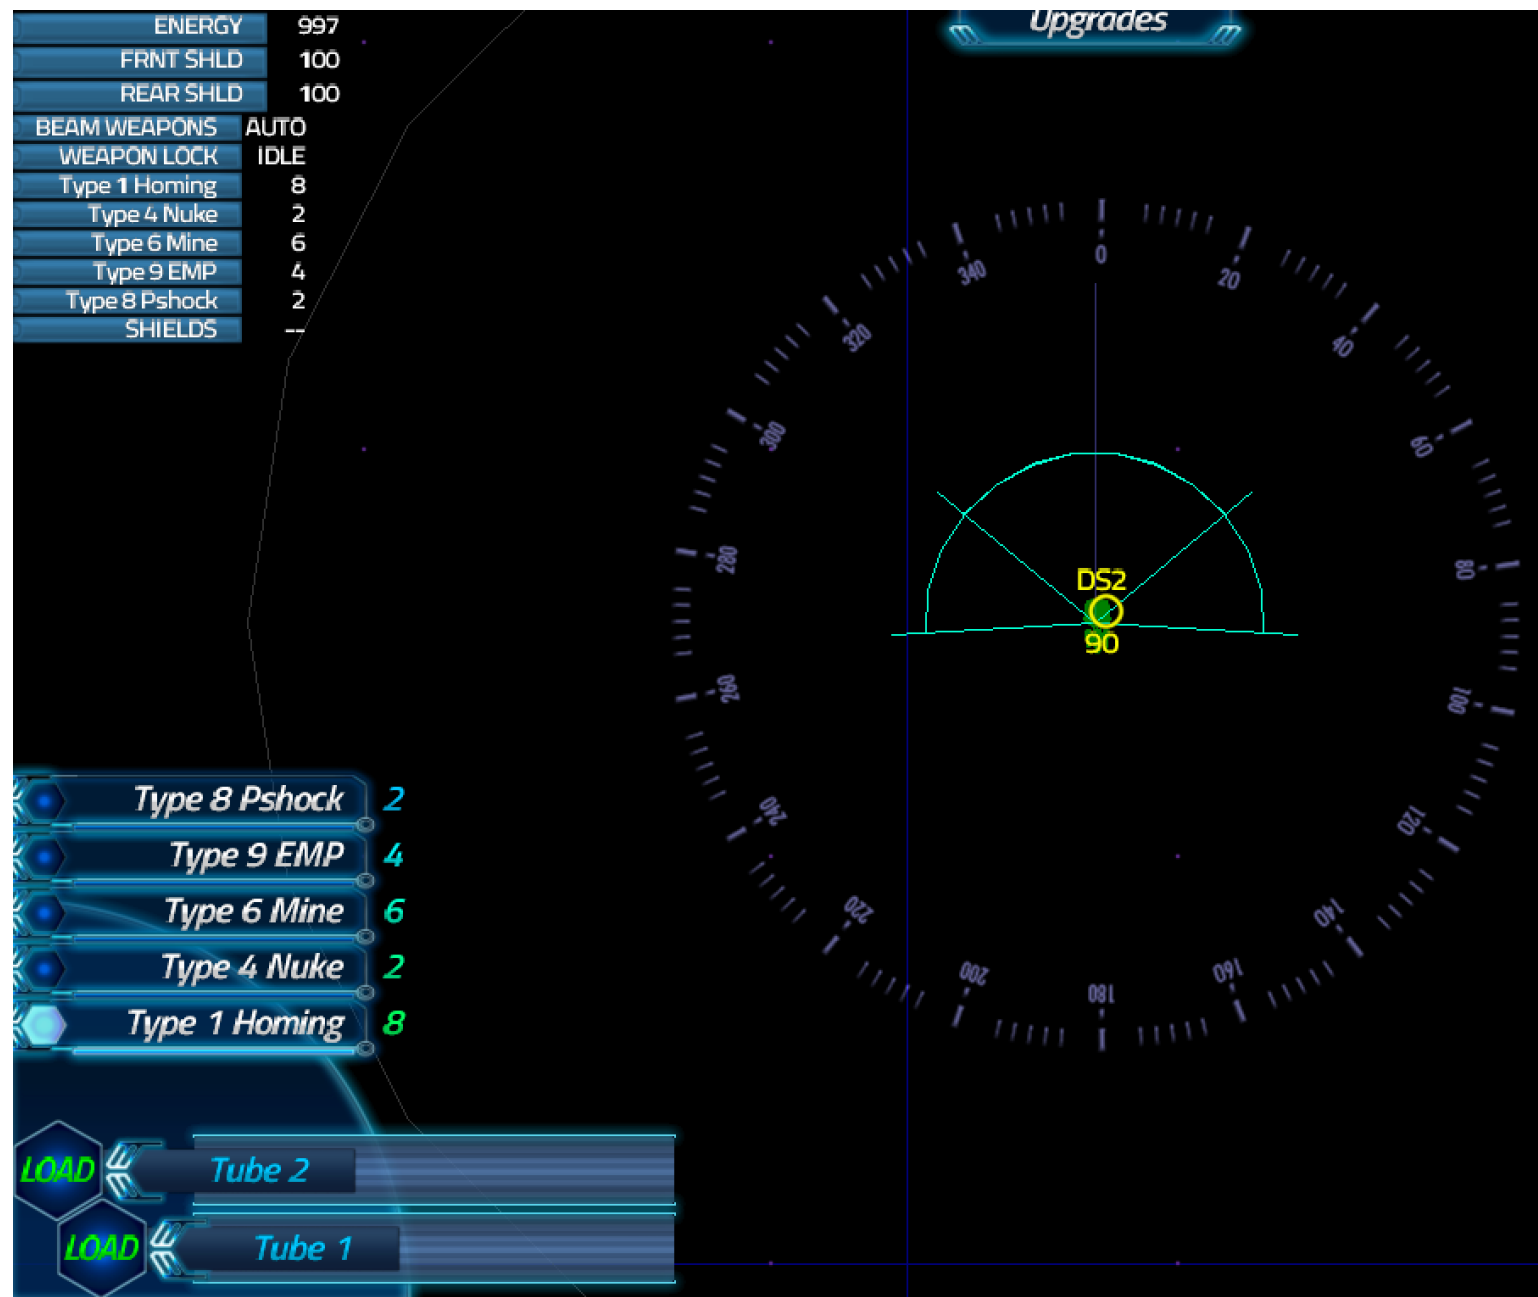 ENERGY 997
FRNT SHLD 100
REAR SHLD 100
BEAM WEAPONS AUTO
WEAPON LOCK IDLE
Type 1 Homing 8
Type 4 Nuke 2
Type 6 Mine 6
Type 9 EMP 4
Type 8 Pshock 2
SHIELDS --
Upgrades
0
20
40
60
80
100
120
140
160
180
200
220
240
260
280
300
320
340
DS2
90
Type 8 Pshock 2
Type 9 EMP 4
Type 6 Mine 6
Type 4 Nuke 2
Type 1 Homing 8
LOAD Tube 2
LOAD Tube 1